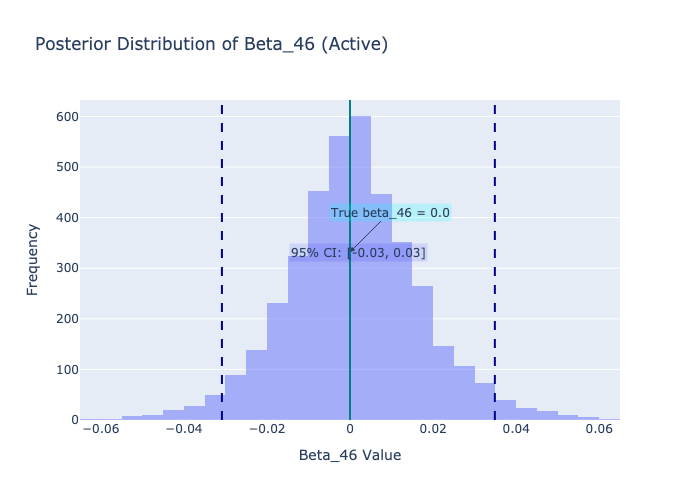 Posterior Distribution of Beta_46 (Active)
600
500
400
300
200
100
0
Frequency
True beta_46 = 0.0
95% CI: [-0.03, 0.03]
−0.06 −0.04 −0.02 0 0.02 0.04 0.06
Beta_46 Value